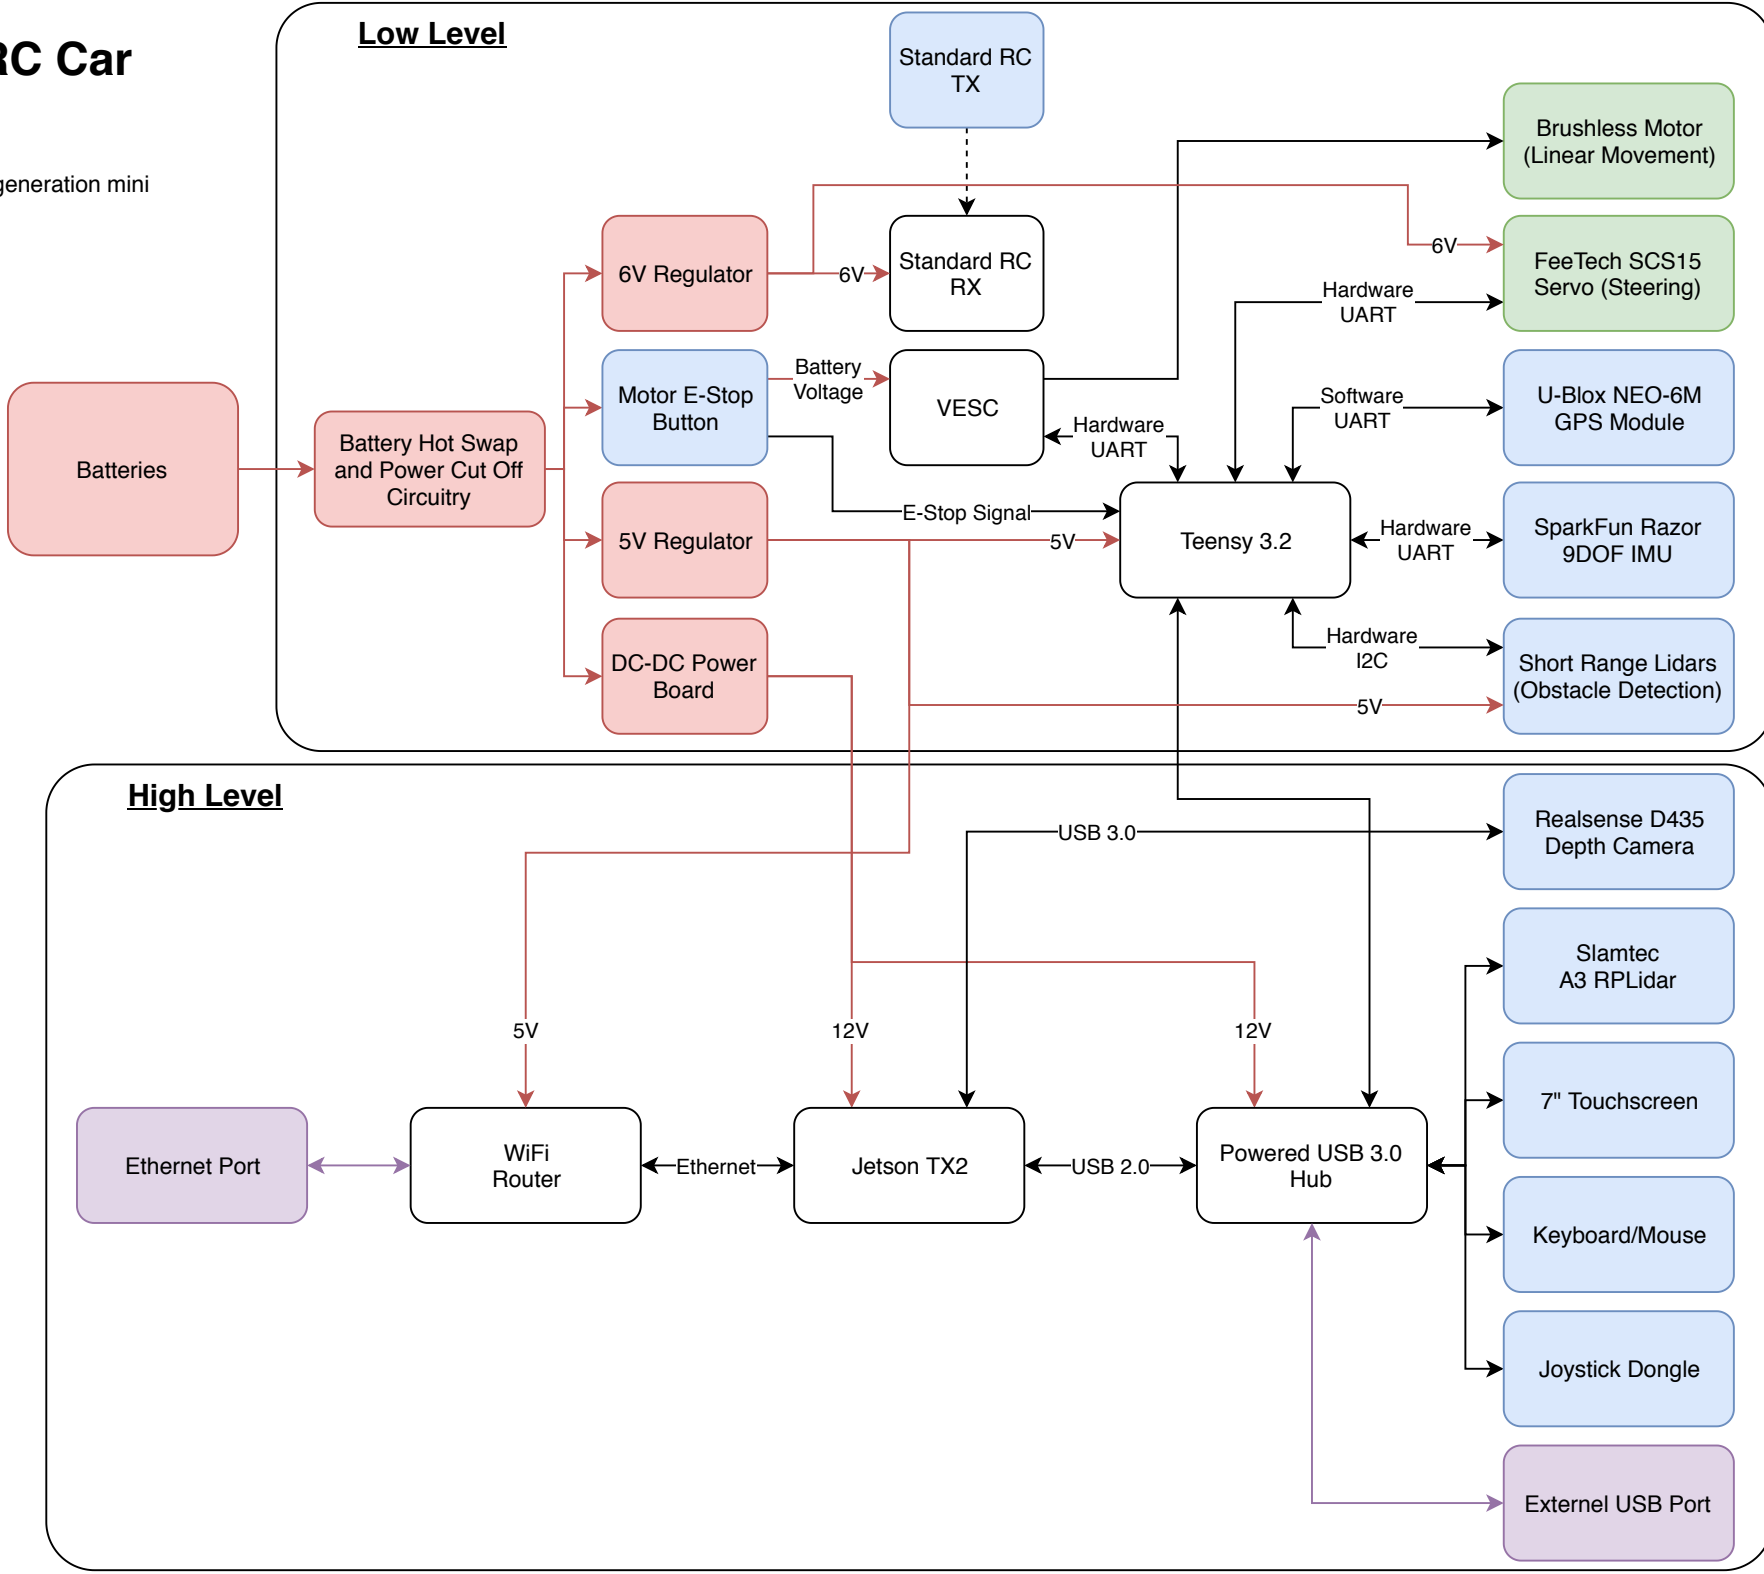 RC Car
generation mini
Low Level
Standard RC
TX
Brushless Motor
(Linear Movement)
6V Regulator
6V
Standard RC
RX
6V
FeeTech SCS15
Servo (Steering)
Hardware
UART
Motor E-Stop
Button
Battery
Voltage
VESC
Hardware
UART
Software
UART
U-Blox NEO-6M
GPS Module
Batteries
Battery Hot Swap
and Power Cut Off
Circuitry
E-Stop Signal
5V Regulator
5V
Teensy 3.2
Hardware
UART
SparkFun Razor
9DOF IMU
DC-DC Power
Board
Hardware
I2C
Short Range Lidars
(Obstacle Detection)
5V
High Level
USB 3.0
Realsense D435
Depth Camera
Slamtec
A3 RPLidar
5V
12V
12V
7" Touchscreen
Ethernet Port
WiFi
Router
Ethernet
Jetson TX2
USB 2.0
Powered USB 3.0
Hub
Keyboard/Mouse
Joystick Dongle
Externel USB Port